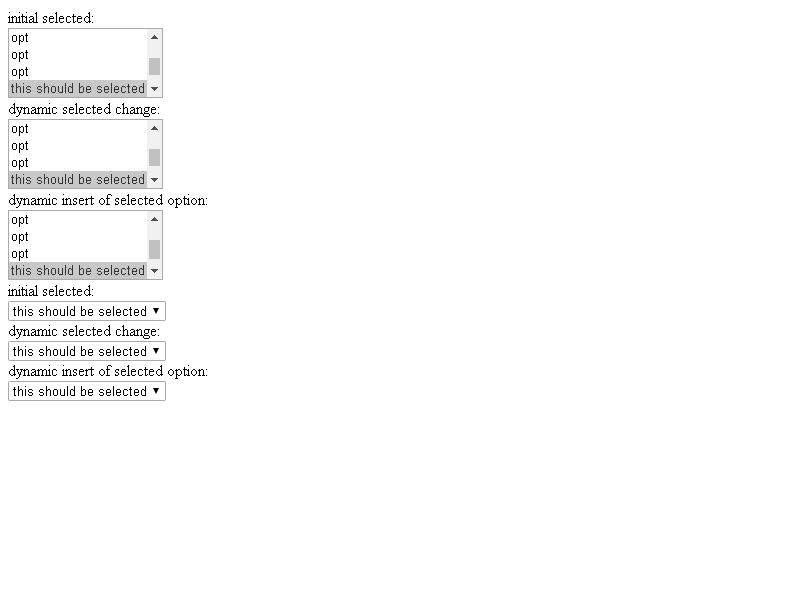 initial selected:
opt
opt
opt
this should be selected
dynamic selected change:
opt
opt
opt
this should be selected
dynamic insert of selected option:
opt
opt
opt
this should be selected
initial selected:
this should be selected
dynamic selected change:
this should be selected
dynamic insert of selected option:
this should be selected